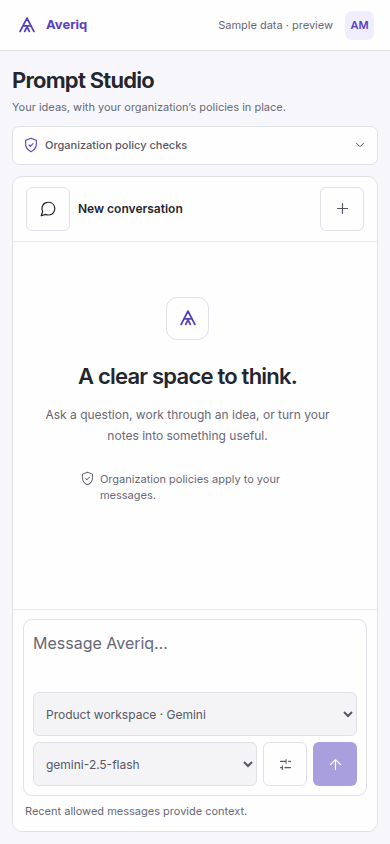 Averiq
Sample data · preview
AM
Prompt Studio
Your ideas, with your organization’s policies in place.
Organization policy checks
New conversation
A clear space to think.
Ask a question, work through an idea, or turn your
notes into something useful.
Organization policies apply to your
messages.
Message Averiq...
Product workspace · Gemini
gemini-2.5-flash
Recent allowed messages provide context.